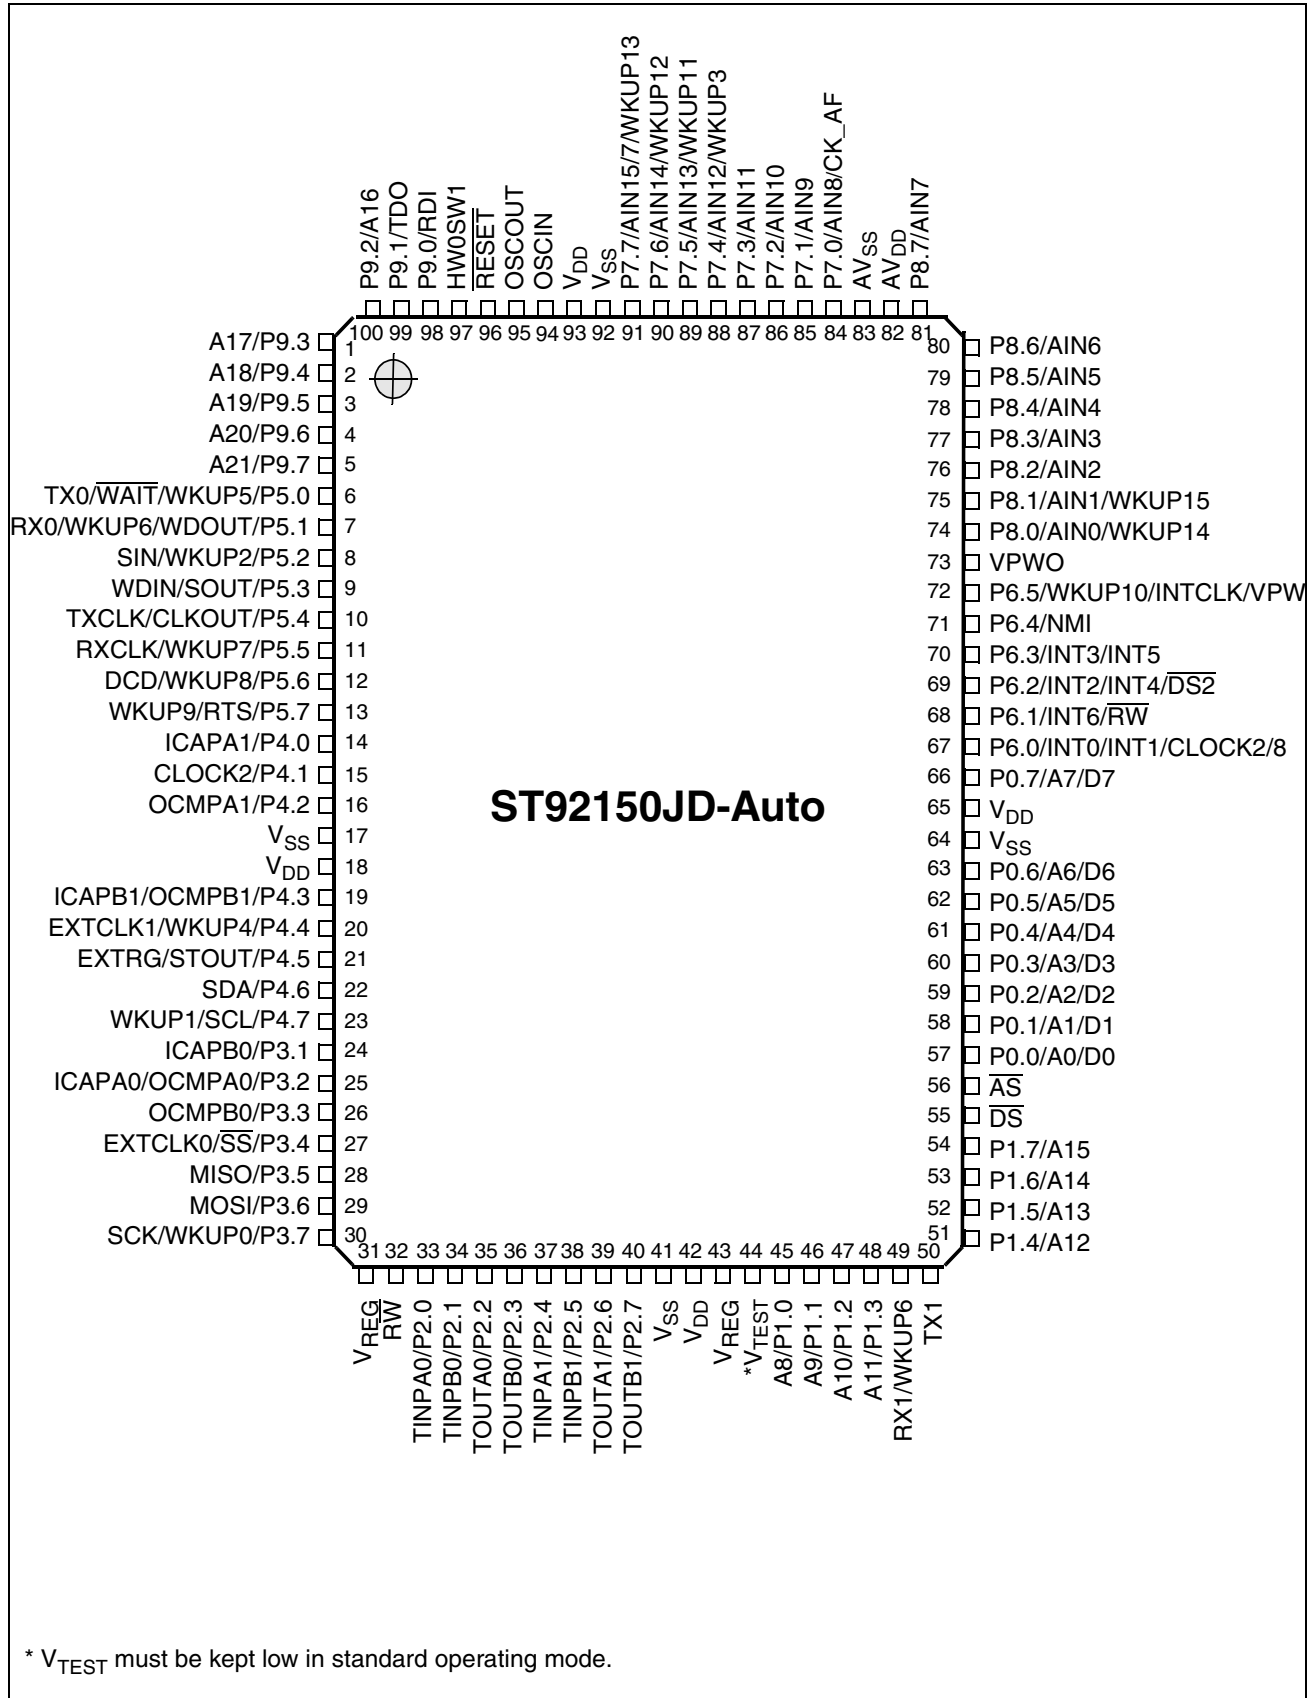 P9.2/A16
P9.1/TDO
P9.0/RDI
HW0SW1
RESET
OSCOUT
OSCIN
VDD
VSS
P7.7/AIN15/7/WKUP13
P7.6/AIN14/WKUP12
P7.5/AIN13/WKUP11
P7.4/AIN12/WKUP3
P7.3/AIN11
P7.2/AIN10
P7.1/AIN9
P7.0/AIN8/CK_AF
AVSS
AVDD
P8.7/AIN7
100 99 98 97 96 95 94 93 92 91 90 89 88 87 86 85 84 83 82 81
A17/P9.3 1
A18/P9.4 2
A19/P9.5 3
A20/P9.6 4
A21/P9.7 5
TX0/WAIT/WKUP5/P5.0 6
RX0/WKUP6/WDOUT/P5.1 7
SIN/WKUP2/P5.2 8
WDIN/SOUT/P5.3 9
TXCLK/CLKOUT/P5.4 10
RXCLK/WKUP7/P5.5 11
DCD/WKUP8/P5.6 12
WKUP9/RTS/P5.7 13
ICAPA1/P4.0 14
CLOCK2/P4.1 15
OCMPA1/P4.2 16
VSS 17
VDD 18
ICAPB1/OCMPB1/P4.3 19
EXTCLK1/WKUP4/P4.4 20
EXTRG/STOUT/P4.5 21
SDA/P4.6 22
WKUP1/SCL/P4.7 23
ICAPB0/P3.1 24
ICAPA0/OCMPA0/P3.2 25
OCMPB0/P3.3 26
EXTCLK0/SS/P3.4 27
MISO/P3.5 28
MOSI/P3.6 29
SCK/WKUP0/P3.7 30
ST92150JD-Auto
80 P8.6/AIN6
79 P8.5/AIN5
78 P8.4/AIN4
77 P8.3/AIN3
76 P8.2/AIN2
75 P8.1/AIN1/WKUP15
74 P8.0/AIN0/WKUP14
73 VPWO
72 P6.5/WKUP10/INTCLK/VPW
71 P6.4/NMI
70 P6.3/INT3/INT5
69 P6.2/INT2/INT4/DS2
68 P6.1/INT6/RW
67 P6.0/INT0/INT1/CLOCK2/8
66 P0.7/A7/D7
65 VDD
64 VSS
63 P0.6/A6/D6
62 P0.5/A5/D5
61 P0.4/A4/D4
60 P0.3/A3/D3
59 P0.2/A2/D2
58 P0.1/A1/D1
57 P0.0/A0/D0
56 AS
55 DS
54 P1.7/A15
53 P1.6/A14
52 P1.5/A13
51 P1.4/A12
31 32 33 34 35 36 37 38 39 40 41 42 43 44 45 46 47 48 49 50
VREG
RW
TINPA0/P2.0
TINPB0/P2.1
TOUTA0/P2.2
TOUTB0/P2.3
TINPA1/P2.4
TINPB1/P2.5
TOUTA1/P2.6
TOUTB1/P2.7
VSS
VDD
VREG
*VTEST
A8/P1.0
A9/P1.1
A10/P1.2
A11/P1.3
RX1/WKUP6
TX1
* VTEST must be kept low in standard operating mode.